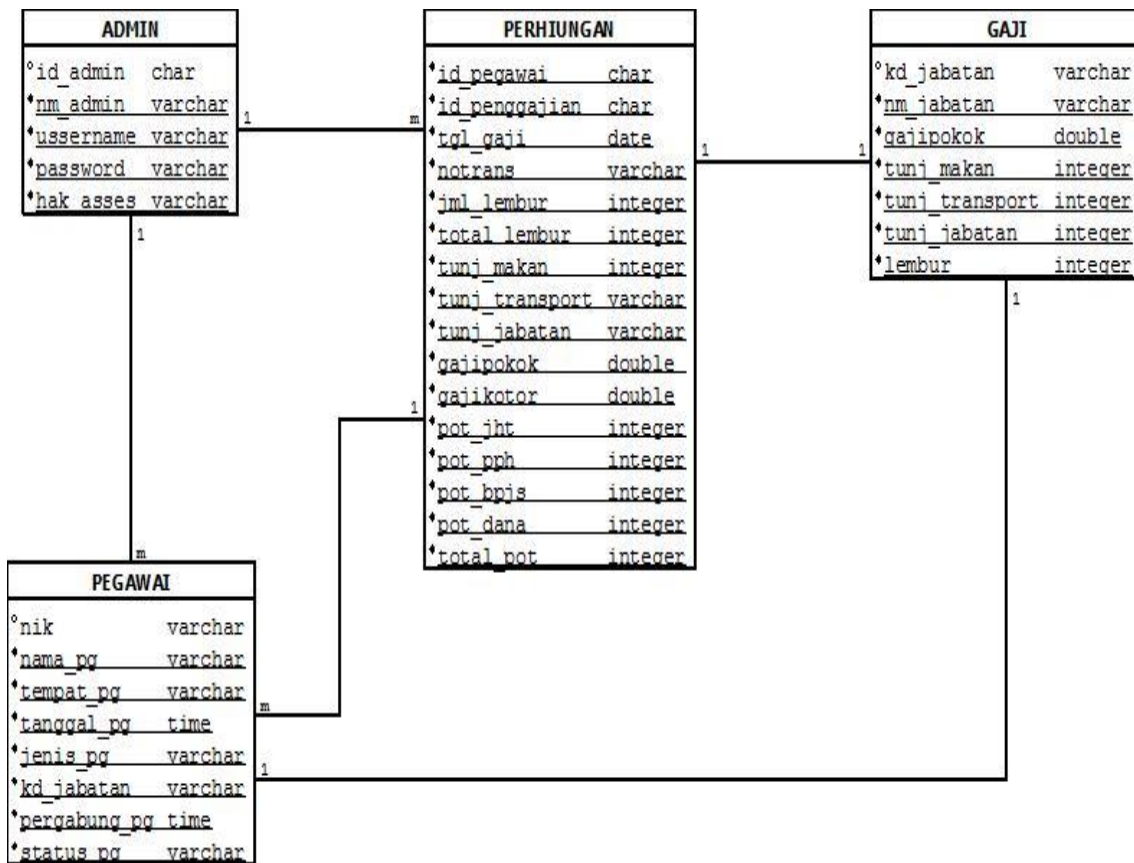 ADMIN
id_admin char
nm_admin varchar
ussername varchar
password varchar
hak_asses varchar
1
m
1
PERHIUNGAN
id_pegawai char
id_penggajian char
tgl_gaji date
notrans varchar
jml_lembur integer
total_lembur integer
tunj_makan integer
tunj_transport varchar
tunj_jabatan varchar
gajipokok double
gajikotor double
pot_jht integer
pot_pph integer
pot_bpjs integer
pot_dana integer
total_pot integer
1
1
1
GAJI
kd_jabatan varchar
nm_jabatan varchar
gajipokok double
tunj_makan integer
tunj_transport integer
tunj_jabatan integer
lembur integer
1
m
PEGAWAI
nik varchar
nama_pg varchar
tempat_pg varchar
tanggal_pg time
jenis_pg varchar
kd_jabatan varchar
pergabung_pg time
status_pg varchar
m
1